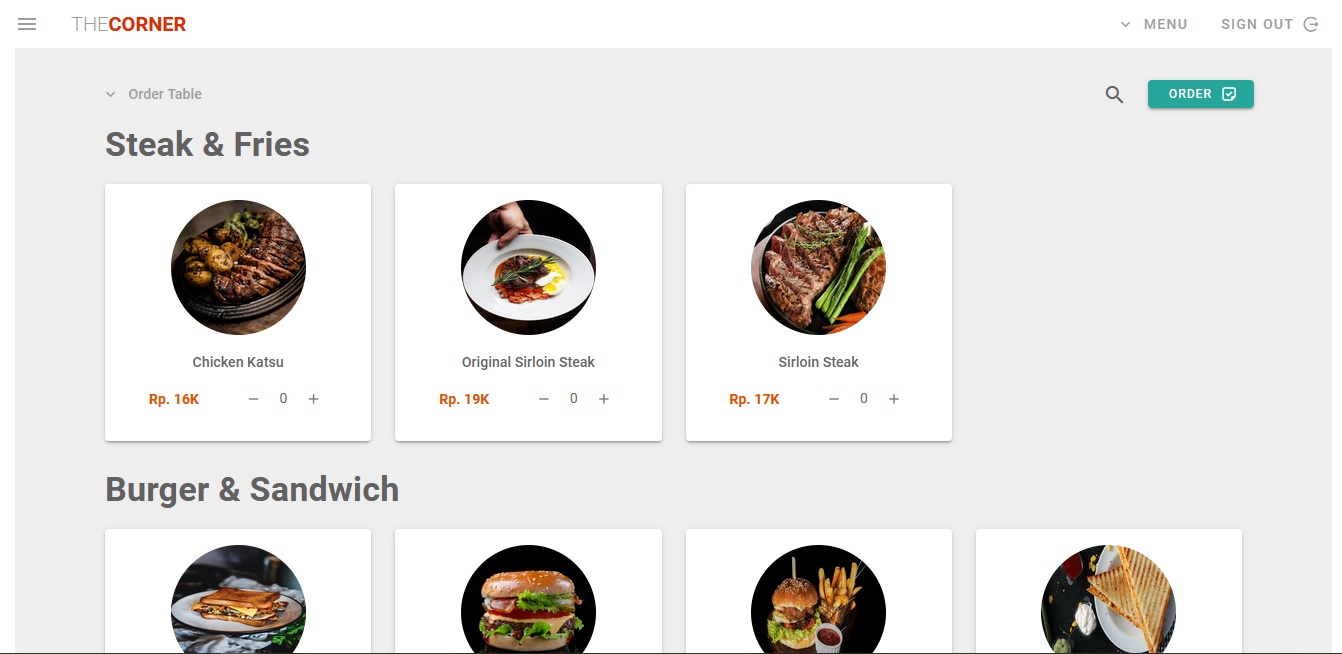 THECORNER
MENU
SIGN OUT
Order Table
ORDER
Steak & Fries
Chicken Katsu
Rp. 16K
0
Original Sirloin Steak
Rp. 19K
0
Sirloin Steak
Rp. 17K
0
Burger & Sandwich